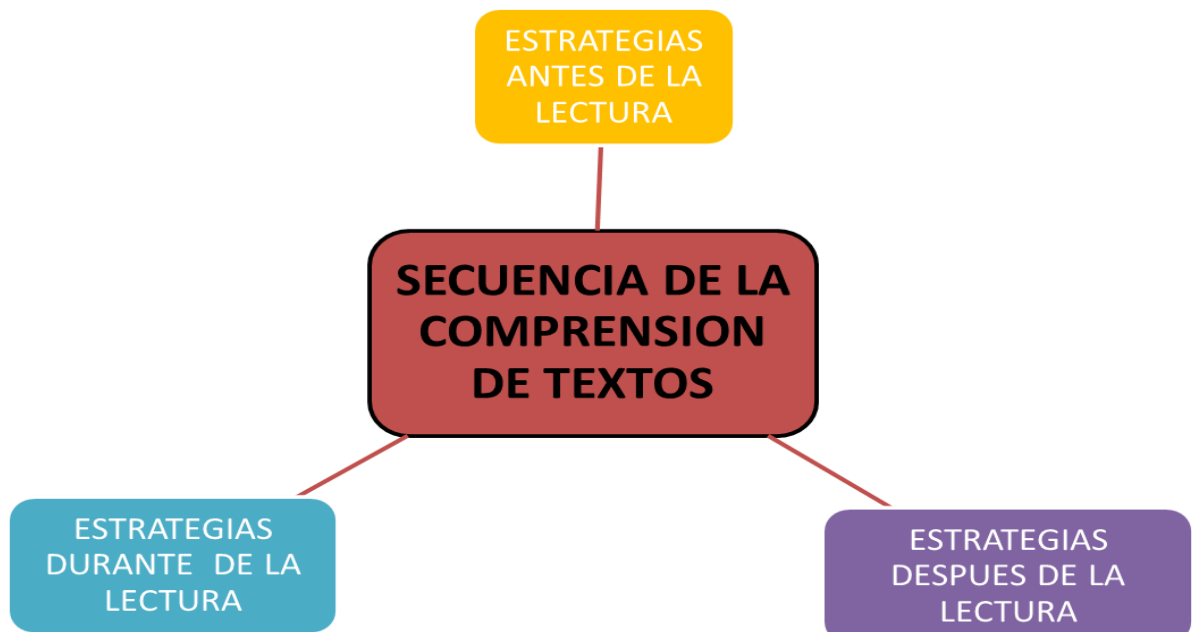 ESTRATEGIAS
ANTES DE LA
LECTURA
SECUENCIA DE LA
COMPRENSION
DE TEXTOS
ESTRATEGIAS
DURANTE DE LA
LECTURA
ESTRATEGIAS
DESPUES DE LA
LECTURA